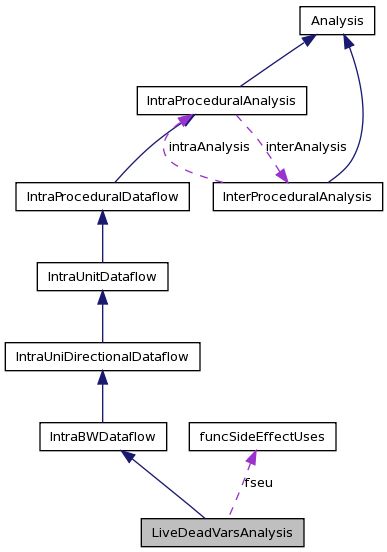 Analysis
IntraProceduralAnalysis
intraAnalysis
interAnalysis
IntraProceduralDataflow
InterProceduralAnalysis
IntraUnitDataflow
IntraUniDirectionalDataflow
IntraBWDataflow
funcSideEffectUses
fseu
LiveDeadVarsAnalysis